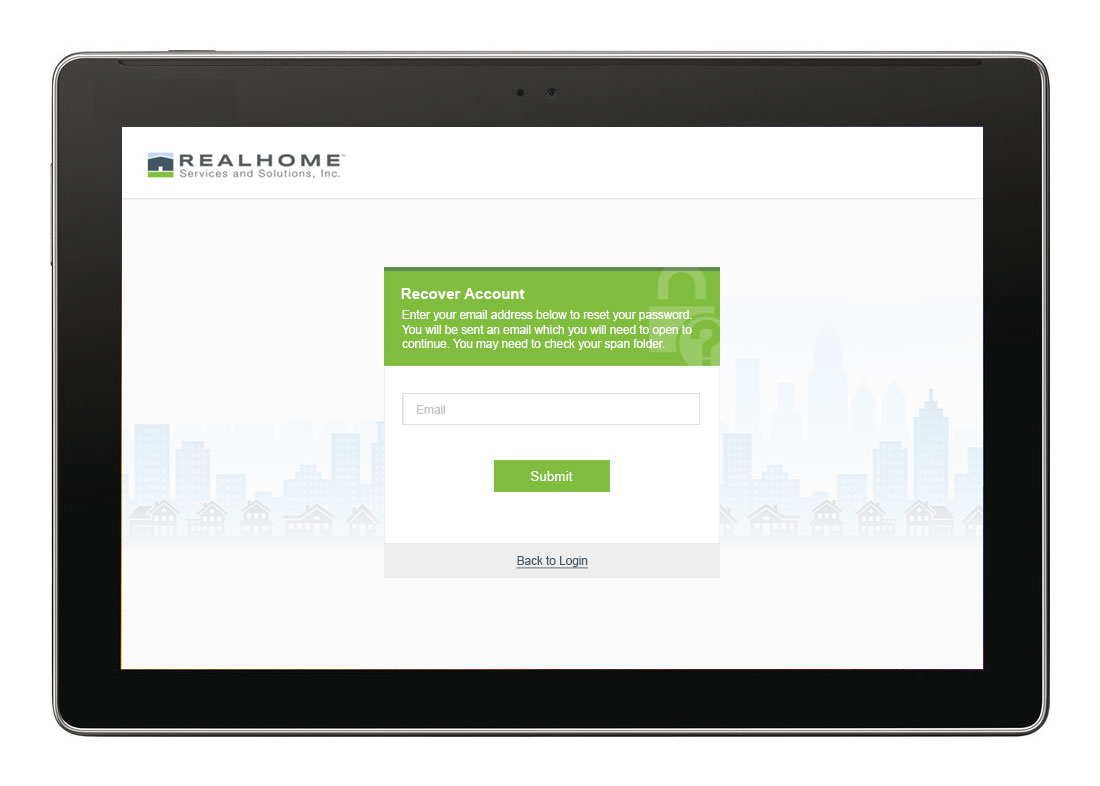 REALHOME™
Services and Solutions, Inc.
Recover Account
Enter your email address below to reset your password.
You will be sent an email which you will need to open to
continue. You may need to check your span folder.
Email
Submit
Back to Login